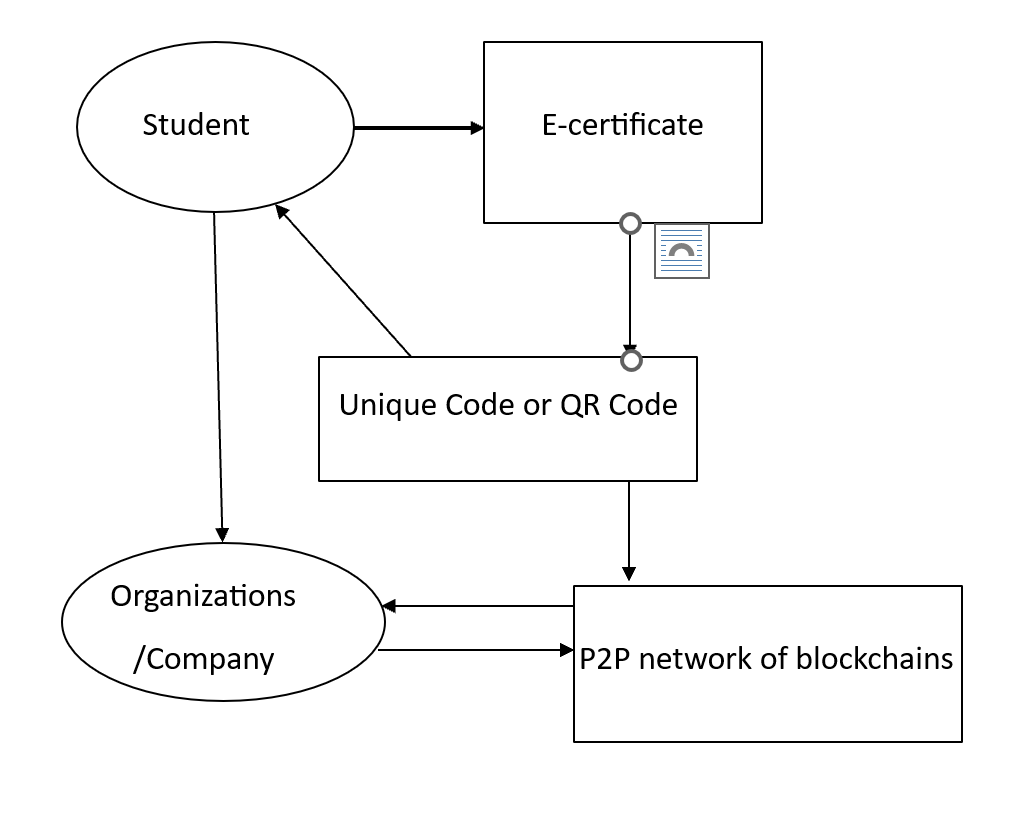 Student
E-certificate
Unique Code or QR Code
Organizations
/Company
P2P network of blockchains